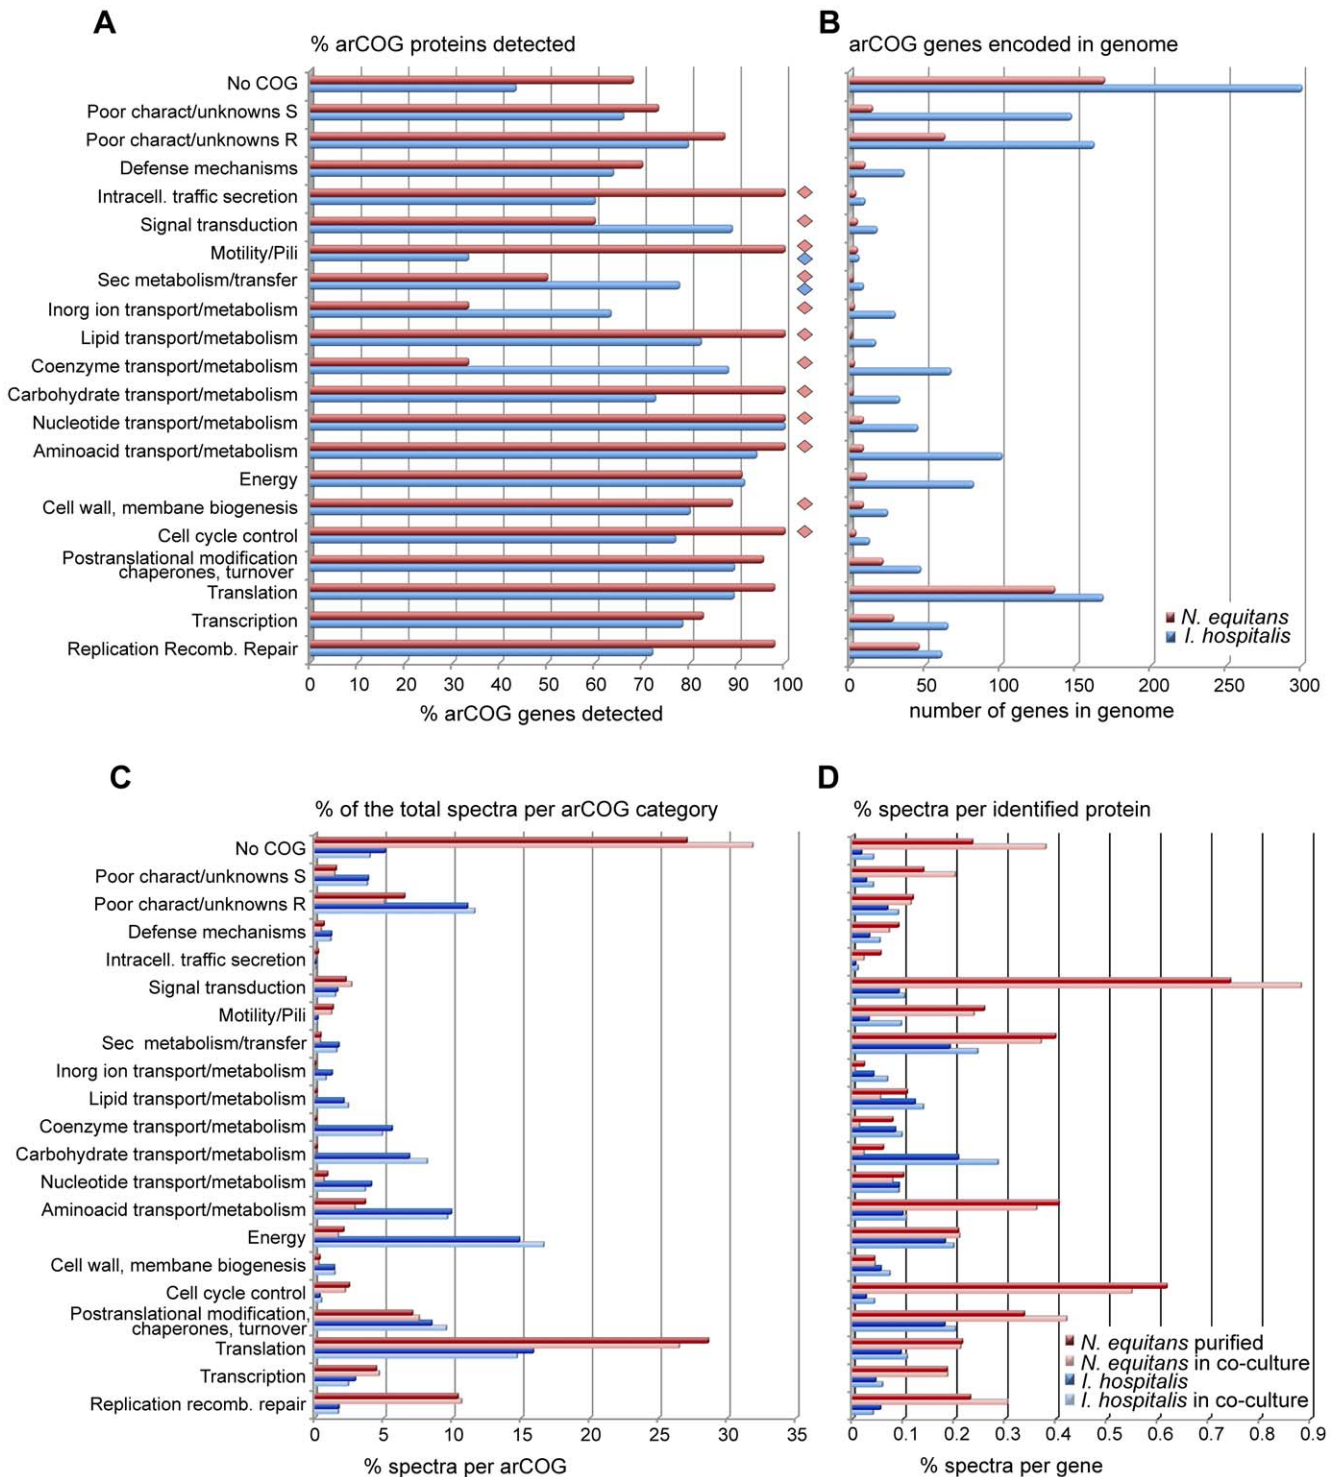 A
% arCOG proteins detected
No COG
Poor charact/unknowns S
Poor charact/unknowns R
Defense mechanisms
Intracell. traffic secretion
Signal transduction
Motility/Pili
Sec metabolism/transfer
Inorg ion transport/metabolism
Lipid transport/metabolism
Coenzyme transport/metabolism
Carbohydrate transport/metabolism
Nucleotide transport/metabolism
Aminoacid transport/metabolism
Energy
Cell wall, membane biogenesis
Cell cycle control
Postranslational modification
chaperones, turnover
Translation
Transcription
Replication Recomb. Repair
0 10 20 30 40 50 60 70 80 90 100
% arCOG genes detected
B
arCOG genes encoded in genome
N. equitans
I. hospitalis
0 50 100 150 200 250 300
number of genes in genome
C
% of the total spectra per arCOG category
No COG
Poor charact/unknowns S
Poor charact/unknowns R
Defense mechanisms
Intracell. traffic secretion
Signal transduction
Motility/Pili
Sec metabolism/transfer
Inorg ion transport/metabolism
Lipid transport/metabolism
Coenzyme transport/metabolism
Carbohydrate transport/metabolism
Nucleotide transport/metabolism
Aminoacid transport/metabolism
Energy
Cell wall, membane biogenesis
Cell cycle control
Postranslational modification,
chaperones, turnover
Translation
Transcription
Replication recomb. repair
0 5 10 15 20 25 30 35
% spectra per arCOG
D
% spectra per identified protein
N. equitans purified
N. equitans in co-culture
I. hospitalis
I. hospitalis in co-culture
0 0.1 0.2 0.3 0.4 0.5 0.6 0.7 0.8 0.9
% spectra per gene